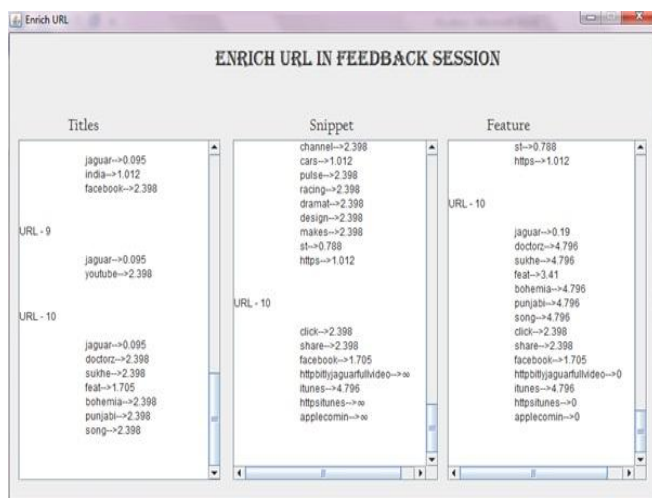 Enrich URL
ENRICH URL IN FEEDBACK SESSION
Titles
jaguar-->0.095
india-->1.012
facebook-->2.398
URL - 9
jaguar-->0.095
youtube-->2.398
URL - 10
jaguar-->0.095
doctorz-->2.398
sukhe-->2.398
feat-->1.705
bohemia-->2.398
punjabi-->2.398
song-->2.398
Snippet
channel-->2.398
cars-->1.012
pulse-->2.398
racing-->2.398
dramat-->2.398
design-->2.398
makes-->2.398
st-->0.788
https-->1.012
URL - 10
click-->2.398
share-->2.398
facebook-->1.705
httpbitlyjaguarfullvideo-->∞
itunes-->4.796
httpsitunes-->∞
applecomin-->∞
Feature
st-->0.788
https-->1.012
URL - 10
jaguar-->0.19
doctorz-->4.796
sukhe-->4.796
feat-->3.41
bohemia-->4.796
punjabi-->4.796
song-->4.796
click-->2.398
share-->2.398
facebook-->1.705
httpbitlyjaguarfullvideo-->0
itunes-->4.796
httpsitunes-->0
applecomin-->0